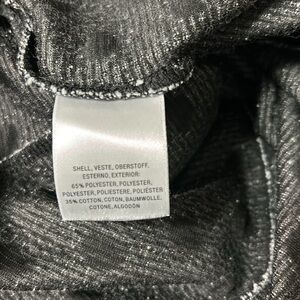 SHELL, VESTE, OBERSTOFF,
ESTERNO, EXTERIOR:
65% POLYESTER, POLYESTER,
POLYESTER, POLIESTERE, POLIÉSTER
35% COTTON, COTON, BAUMWOLLE,
COTONE, ALGODÓN